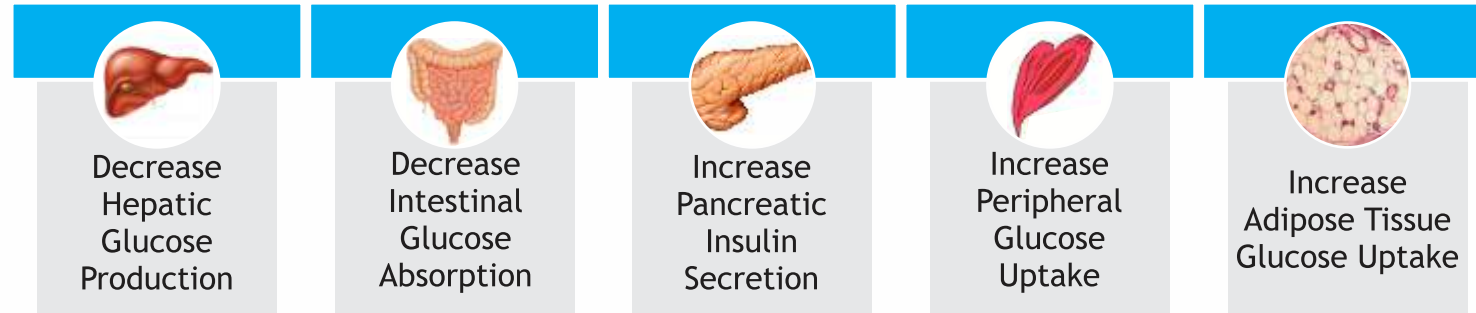 Decrease
Hepatic
Glucose
Production
Decrease
Intestinal
Glucose
Absorption
Increase
Pancreatic
Insulin
Secretion
Increase
Peripheral
Glucose
Uptake
Increase
Adipose Tissue
Glucose Uptake